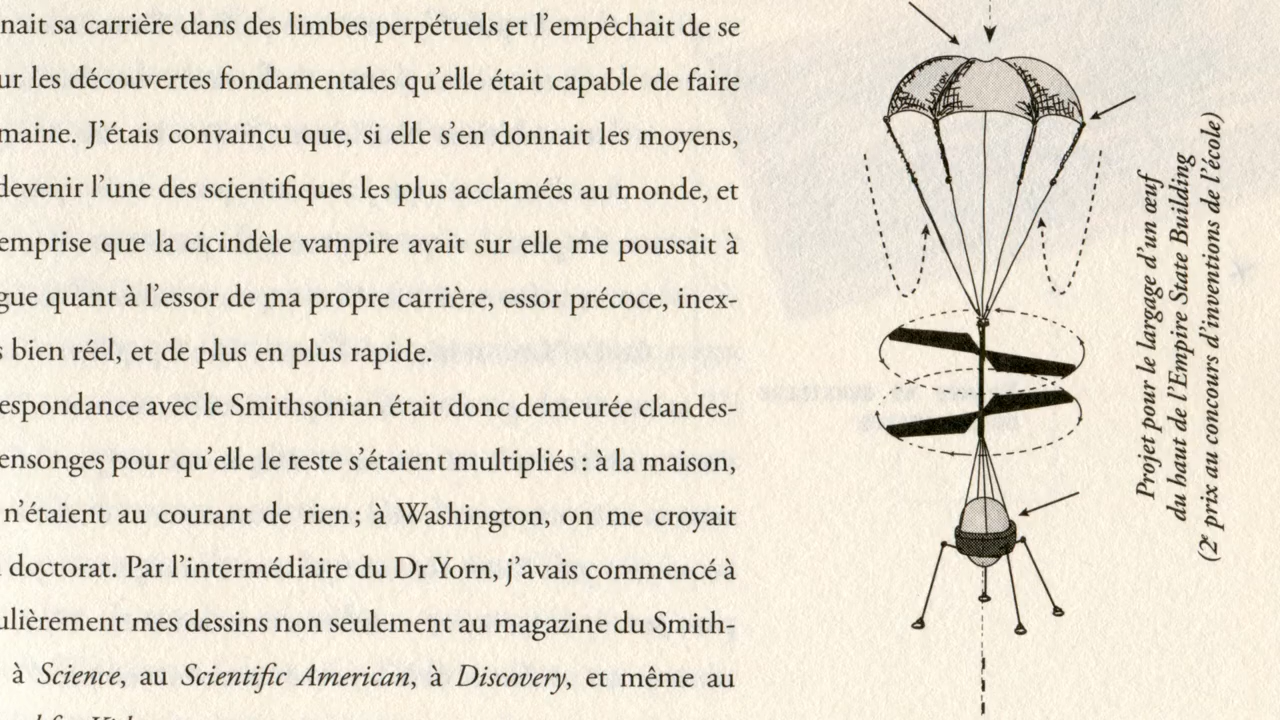 nait sa carrière dans des limbes perpétuels et l'empêchait de se
ur les découvertes fondamentales qu'elle était capable de faire
maine. J'étais convaincu que, si elle s'en donnait les moyens,
devenir l'une des scientifiques les plus acclamées au monde, et
emprise que la cicindèle vampire avait sur elle me poussait à
gue quant à l'essor de ma propre carrière, essor précoce, inex-
s bien réel, et de plus en plus rapide.
espondance avec le Smithsonian était donc demeurée clandes-
ensonges pour qu'elle le reste s'étaient multipliés : à la maison,
n'étaient au courant de rien ; à Washington, on me croyait
doctorat. Par l'intermédiaire du Dr Yorn, j'avais commencé à
ulièrement mes dessins non seulement au magazine du Smith-
à Science, au Scientific American, à Discovery, et même au
Projet pour le largage d'un œuf
du haut de l'Empire State Building
(2e prix au concours d'inventions de l'école)